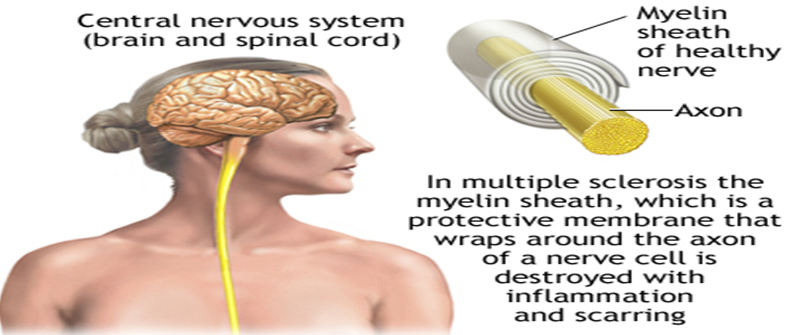 Central nervous system
(brain and spinal cord)
Myelin
sheath
of healthy
nerve
Axon
In multiple sclerosis the
myelin sheath, which is a
protective membrane that
wraps around the axon
of a nerve cell is
destroyed with
inflammation
and scarring